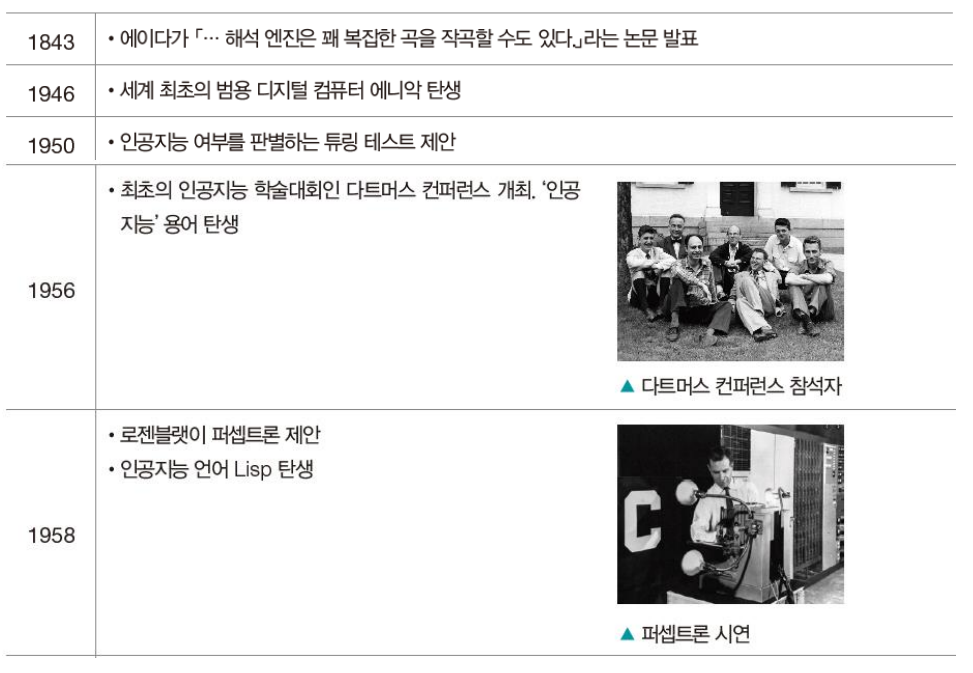 1843
• 에이다가 「… 해석 엔진은 꽤 복잡한 곡을 작곡할 수도 있다.」라는 논문 발표
1946
• 세계 최초의 범용 디지털 컴퓨터 에니악 탄생
1950
• 인공지능 여부를 판별하는 튜링 테스트 제안
1956
• 최초의 인공지능 학술대회인 다트머스 컨퍼런스 개최. ‘인공
지능’ 용어 탄생
▲ 다트머스 컨퍼런스 참석자
1958
• 로젠블랫이 퍼셉트론 제안
• 인공지능 언어 Lisp 탄생
C
▲ 퍼셉트론 시연